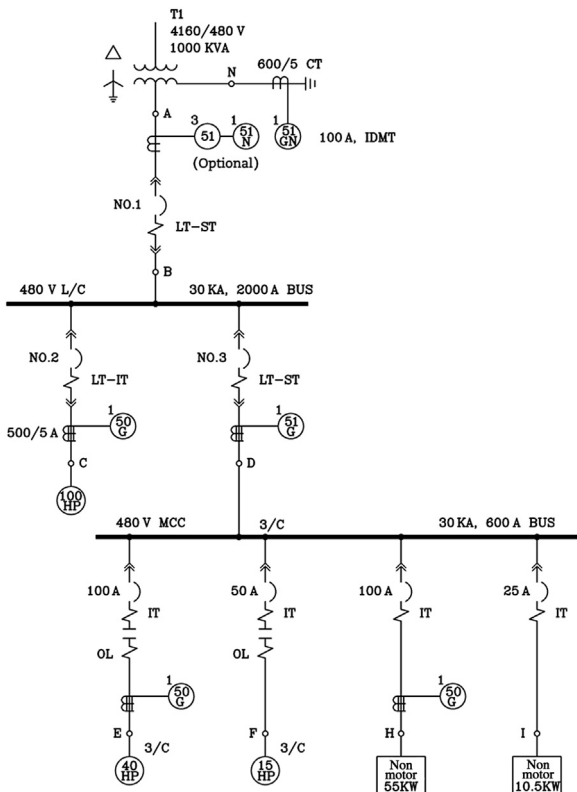 T1
4160/480 V
1000 KVA
N
600/5 CT
A
3
51
1
51
N
1
51
GN
100 A, IDMT
(Optional)
NO.1
LT-ST
B
480 V L/C
30 KA, 2000 A BUS
NO.2
LT-IT
NO.3
LT-ST
500/5 A
1
50
G
1
51
G
C
D
100
HP
480 V MCC
3/C
30 KA, 600 A BUS
100 A
IT
50 A
IT
100 A
IT
25 A
IT
OL
OL
1
50
G
1
50
G
E
F
H
I
3/C
3/C
40
HP
15
HP
Non
motor
55KW
Non
motor
10.5KW